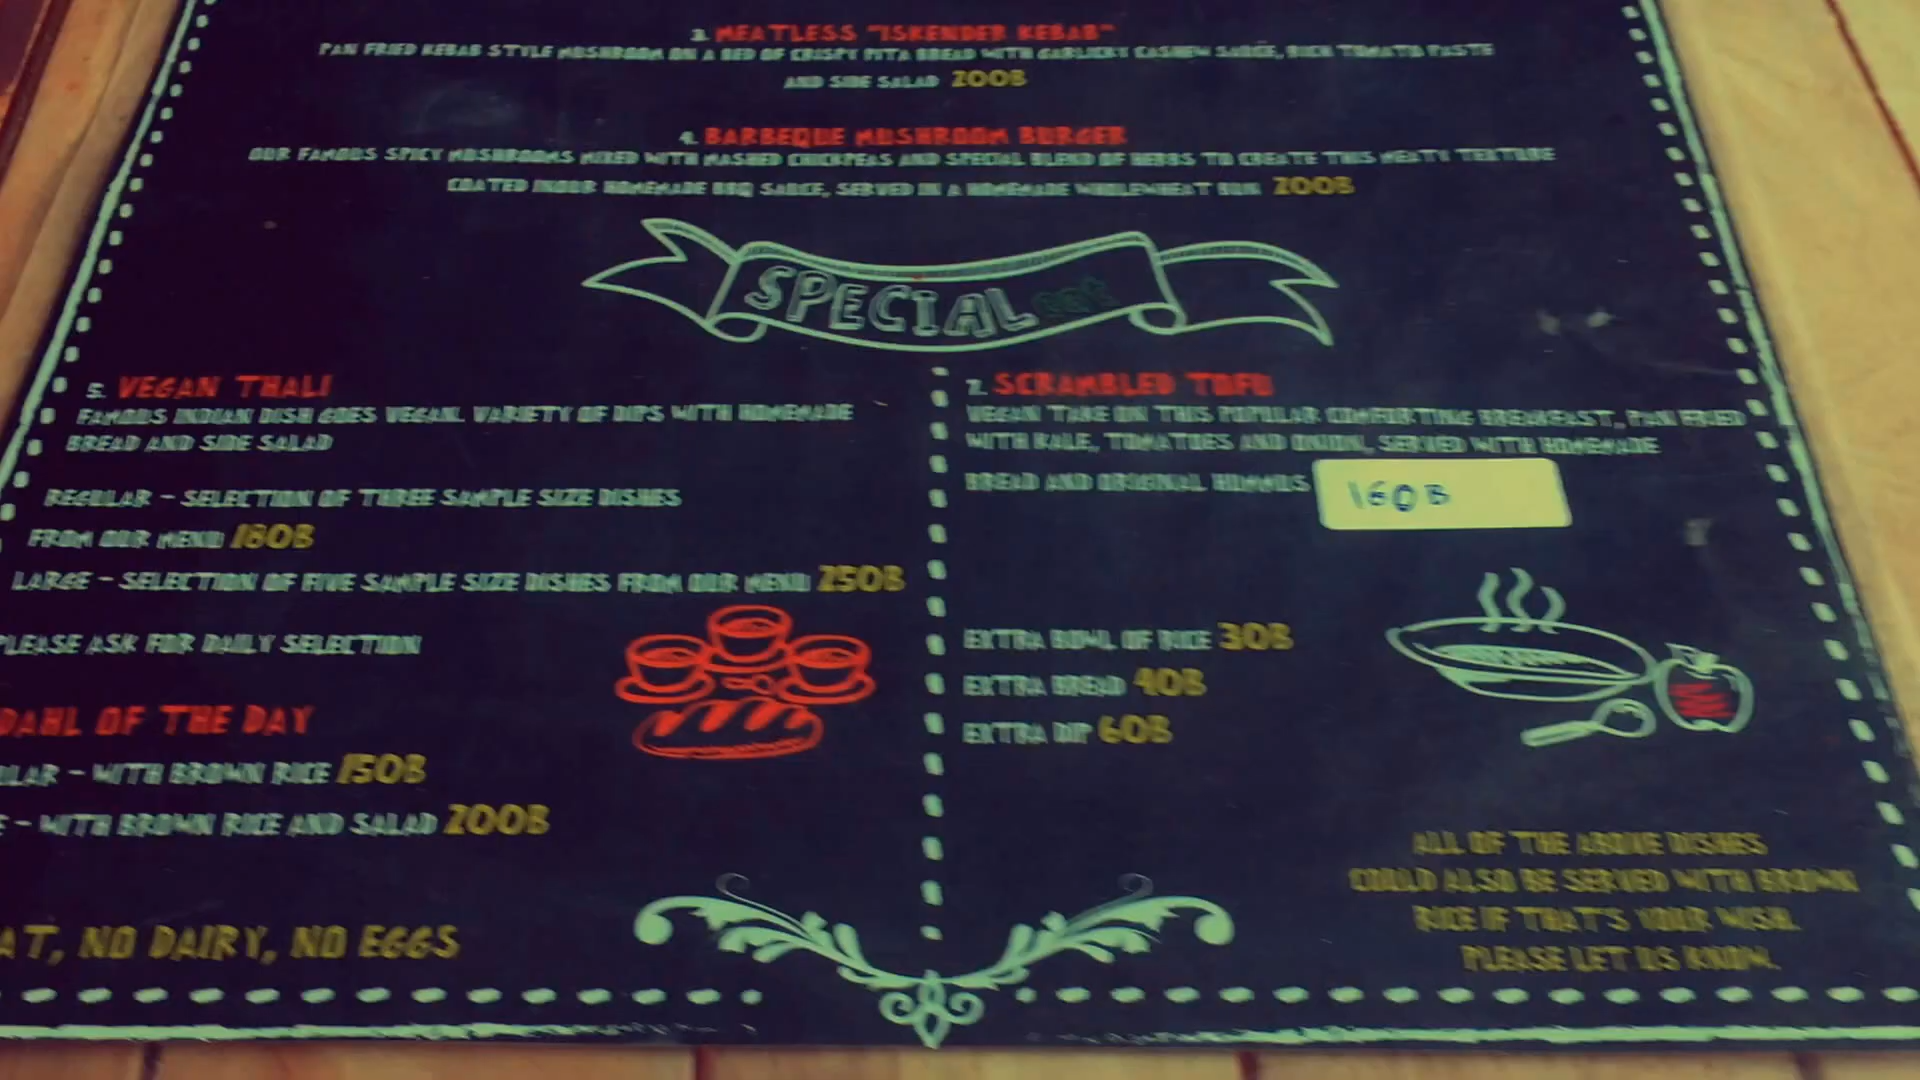 3. MEATLESS "ISKENDER KEBAB"
PAN FRIED KEBAB STYLE MUSHROOM ON A BED OF CRISPY PITA BREAD WITH GARLICKY CASHEW SAUCE, RICH TOMATO PASTE
AND SIDE SALAD 200B
4. BARBEQUE MUSHROOM BURGER
OUR FAMOUS SPICY MUSHROOMS MIXED WITH MASHED CHICKPEAS AND SPECIAL BLEND OF HERBS TO CREATE THIS MEATY TEXTURE
COATED IN OUR HOMEMADE BBQ SAUCE, SERVED IN A HOMEMADE WHOLEWHEAT BUN 200B
SPECIAL
5. VEGAN THALI
FAMOUS INDIAN DISH GOES VEGAN. VARIETY OF DIPS WITH HOMEMADE
BREAD AND SIDE SALAD
REGULAR - SELECTION OF THREE SAMPLE SIZE DISHES
FROM OUR MENU 180B
LARGE - SELECTION OF FIVE SAMPLE SIZE DISHES FROM OUR MENU 250B
PLEASE ASK FOR DAILY SELECTION
DAHL OF THE DAY
LAR - WITH BROWN RICE 150B
E - WITH BROWN RICE AND SALAD 200B
AT, NO DAIRY, NO EGGS
7. SCRAMBLED TOFU
VEGAN TAKE ON THIS POPULAR COMFORTING BREAKFAST, PAN FRIED
WITH KALE, TOMATOES AND ONION, SERVED WITH HOMEMADE
BREAD AND ORIGINAL HUMMUS 160 B
EXTRA BOWL OF RICE 30B
EXTRA BREAD 40B
EXTRA DIP 60B
ALL OF THE ABOVE DISHES
COULD ALSO BE SERVED WITH BROWN
RICE IF THAT'S YOUR WISH.
PLEASE LET US KNOW.